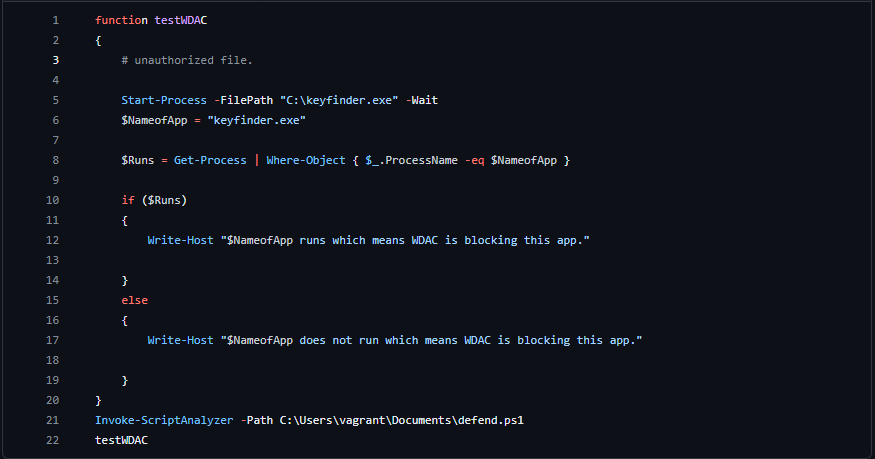 1 function testWDAC
2 {
3 # unauthorized file.
4
5 Start-Process -FilePath "C:\keyfinder.exe" -Wait
6 $NameofApp = "keyfinder.exe"
7
8 $Runs = Get-Process | Where-Object { $_.ProcessName -eq $NameofApp }
9
10 if ($Runs)
11 {
12 Write-Host "$NameofApp runs which means WDAC is blocking this app."
13
14 }
15 else
16 {
17 Write-Host "$NameofApp does not run which means WDAC is blocking this app."
18
19 }
20 }
21 Invoke-ScriptAnalyzer -Path C:\Users\vagrant\Documents\defend.ps1
22 testWDAC